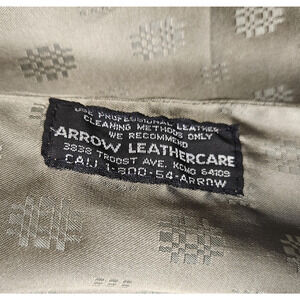 USE PROFESSIONAL LEATHER
CLEANING METHODS ONLY
WE RECOMMEND
ARROW LEATHERCARE
3838 TROOST AVE. KCMO 64109
CALL 1-800-54-ARROW